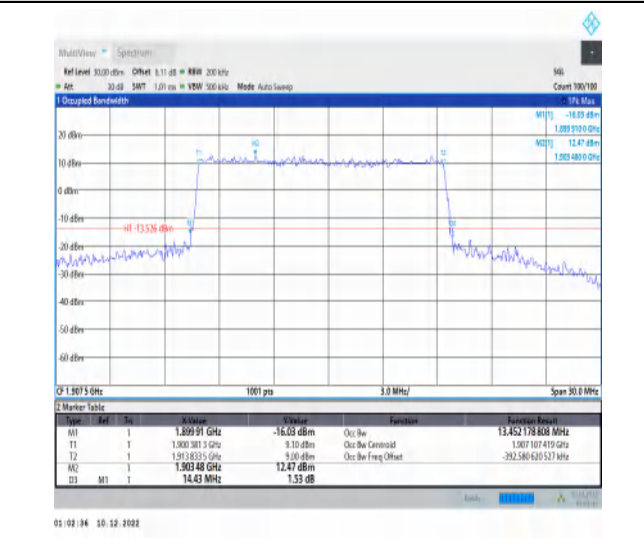 MultiView Spectrum
Ref Level 30.00 dBm Offset 8.11 dB RBW 200 kHz SGL
Att 30 dB SWT 1.01 ms VBW 500 kHz Mode Auto Sweep Count 100/100
1 Occupied Bandwidth 1Pk Max
M1[1] -16.03 dBm
1.899 910 0 GHz
20 dBm M2[1] 12.47 dBm
1.903 480 0 GHz
T1 M2 T2
10 dBm
0 dBm
-10 dBm
H1 -13.526 dBm
-20 dBm
-30 dBm
-40 dBm
-50 dBm
-60 dBm
CF 1.9075 GHz 1001 pts 3.0 MHz/ Span 30.0 MHz
2 Marker Table
Type Ref Trc X-Value Y-Value Function Function Result
M1 1 1.899 91 GHz -16.03 dBm Occ Bw 13.452 178 808 MHz
T1 1 1.900 381 3 GHz 9.10 dBm Occ Bw Centroid 1.907 107 419 GHz
T2 1 1.913 833 5 GHz 9.00 dBm Occ Bw Freq Offset -392.580 620 527 kHz
M2 1 1.903 48 GHz 12.47 dBm
D3 M1 1 14.43 MHz 1.53 dB
01:02:36 10.12.2022